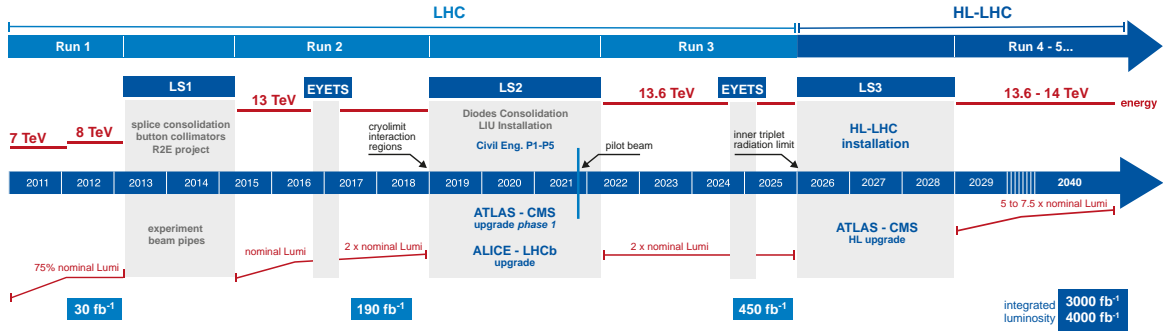 LHC
HL-LHC
Run 1
Run 2
Run 3
Run 4 - 5...
LS1
EYETS
LS2
EYETS
LS3
7 TeV
8 TeV
13 TeV
13.6 TeV
13.6 - 14 TeV
energy
splice consolidation
button collimators
R2E project
cryolimit
interaction
regions
Diodes Consolidation
LIU Installation
Civil Eng. P1-P5
pilot beam
inner triplet
radiation limit
HL-LHC
installation
2011 2012 2013 2014 2015 2016 2017 2018 2019 2020 2021 2022 2023 2024 2025 2026 2027 2028 2029 2040
experiment
beam pipes
75% nominal Lumi
nominal Lumi
2 x nominal Lumi
ATLAS - CMS
upgrade phase 1
ALICE - LHCb
upgrade
2 x nominal Lumi
ATLAS - CMS
HL upgrade
5 to 7.5 x nominal Lumi
30 fb⁻¹
190 fb⁻¹
450 fb⁻¹
integrated
luminosity
3000 fb⁻¹
4000 fb⁻¹